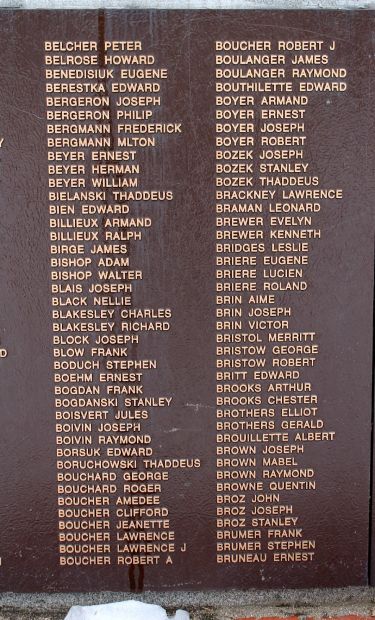 BELCHER PETER
BELROSE HOWARD
BENEDISIUK EUGENE
BERESTKA EDWARD
BERGERON JOSEPH
BERGERON PHILIP
BERGMANN FREDERICK
BERGMANN MLTON
BEYER ERNEST
BEYER HERMAN
BEYER WILLIAM
BIELANSKI THADDEUS
BIEN EDWARD
BILLIEUX ARMAND
BILLIEUX RALPH
BIRGE JAMES
BISHOP ADAM
BISHOP WALTER
BLAIS JOSEPH
BLACK NELLIE
BLAKESLEY CHARLES
BLAKESLEY RICHARD
BLOCK JOSEPH
BLOW FRANK
BODUCH STEPHEN
BOEHM ERNEST
BOGDAN FRANK
BOGDANSKI STANLEY
BOISVERT JULES
BOIVIN JOSEPH
BOIVIN RAYMOND
BORSUK EDWARD
BORUCHOWSKI THADDEUS
BOUCHARD GEORGE
BOUCHARD ROGER
BOUCHER AMEDEE
BOUCHER CLIFFORD
BOUCHER JEANETTE
BOUCHER LAWRENCE
BOUCHER LAWRENCE J
BOUCHER ROBERT A
BOUCHER ROBERT J
BOULANGER JAMES
BOULANGER RAYMOND
BOUTHILETTE EDWARD
BOYER ARMAND
BOYER ERNEST
BOYER JOSEPH
BOYER ROBERT
BOZEK JOSEPH
BOZEK STANLEY
BOZEK THADDEUS
BRACKNEY LAWRENCE
BRAMAN LEONARD
BREWER EVELYN
BREWER KENNETH
BRIDGES LESLIE
BRIERE EUGENE
BRIERE LUCIEN
BRIERE ROLAND
BRIN AIME
BRIN JOSEPH
BRIN VICTOR
BRISTOL MERRITT
BRISTOW GEORGE
BRISTOW ROBERT
BRITT EDWARD
BROOKS ARTHUR
BROOKS CHESTER
BROTHERS ELLIOT
BROTHERS GERALD
BROUILLETTE ALBERT
BROWN JOSEPH
BROWN MABEL
BROWN RAYMOND
BROWNE QUENTIN
BROZ JOHN
BROZ JOSEPH
BROZ STANLEY
BRUMER FRANK
BRUMER STEPHEN
BRUNEAU ERNEST